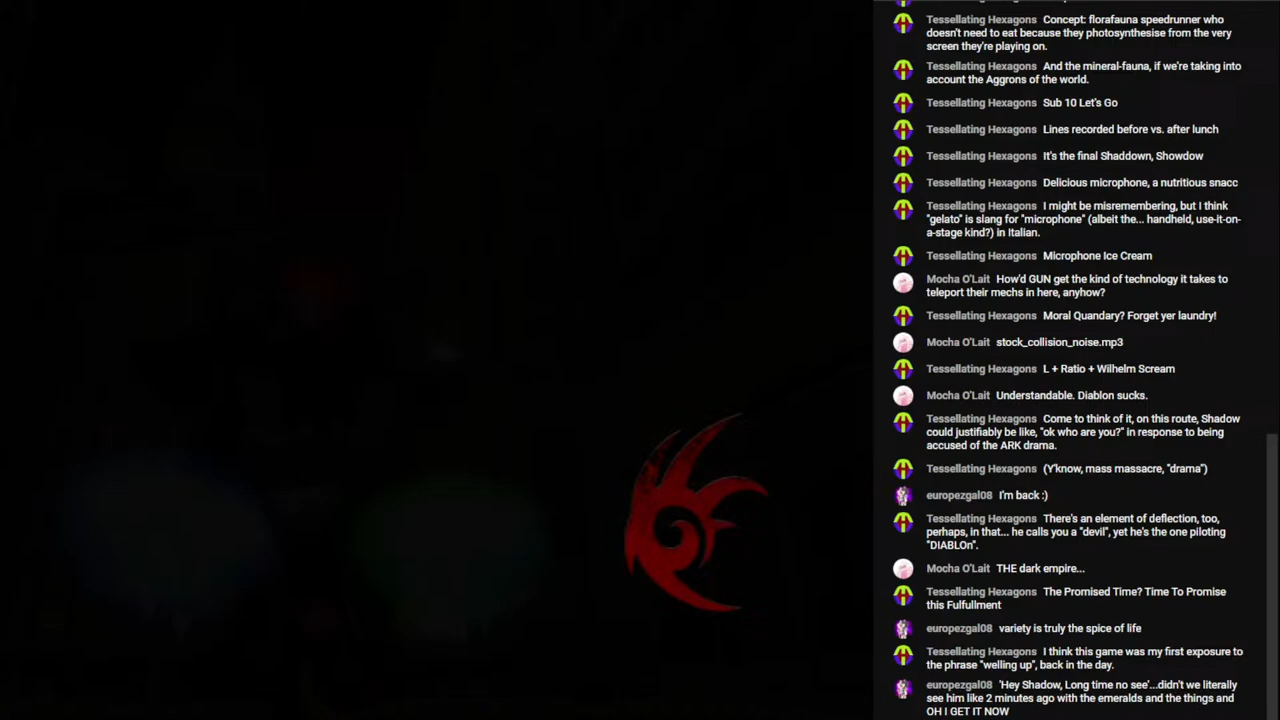 Tessellating Hexagons Concept: florafauna speedrunner who
doesn't need to eat because they photosynthesise from the very
screen they're playing on.
Tessellating Hexagons And the mineral-fauna, if we're taking into
account the Aggrons of the world.
Tessellating Hexagons Sub 10 Let's Go
Tessellating Hexagons Lines recorded before vs. after lunch
Tessellating Hexagons It's the final Shaddown, Showdow
Tessellating Hexagons Delicious microphone, a nutritious snacc
Tessellating Hexagons I might be misremembering, but I think
"gelato" is slang for "microphone" (albeit the... handheld, use-it-on-
a-stage kind?) in Italian.
Tessellating Hexagons Microphone Ice Cream
Mocha O'Lait How'd GUN get the kind of technology it takes to
teleport their mechs in here, anyhow?
Tessellating Hexagons Moral Quandary? Forget yer laundry!
Mocha O'Lait stock_collision_noise.mp3
Tessellating Hexagons L + Ratio + Wilhelm Scream
Mocha O'Lait Understandable. Diablon sucks.
Tessellating Hexagons Come to think of it, on this route, Shadow
could justifiably be like, "ok who are you?" in response to being
accused of the ARK drama.
Tessellating Hexagons (Y'know, mass massacre, "drama")
europezgal08 I'm back :)
Tessellating Hexagons There's an element of deflection, too,
perhaps, in that... he calls you a "devil", yet he's the one piloting
"DIABLOn".
Mocha O'Lait THE dark empire...
Tessellating Hexagons The Promised Time? Time To Promise
this Fulfullment
europezgal08 variety is truly the spice of life
Tessellating Hexagons I think this game was my first exposure to
the phrase "welling up", back in the day.
europezgal08 'Hey Shadow, Long time no see'...didn't we literally
see him like 2 minutes ago with the emeralds and the things and
OH I GET IT NOW